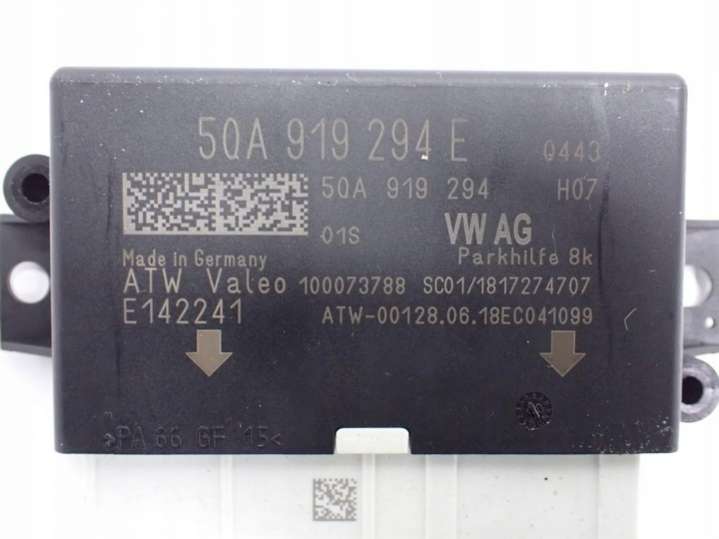 5QA 919 294 E 0443
5QA 919 294 H07
01S VW AG
Made in Germany Parkhilfe 8k
ATW Valeo 100073788 SC01/1817274707
E142241 ATW-00128.06.18EC041099
>PA 66 GF 15<